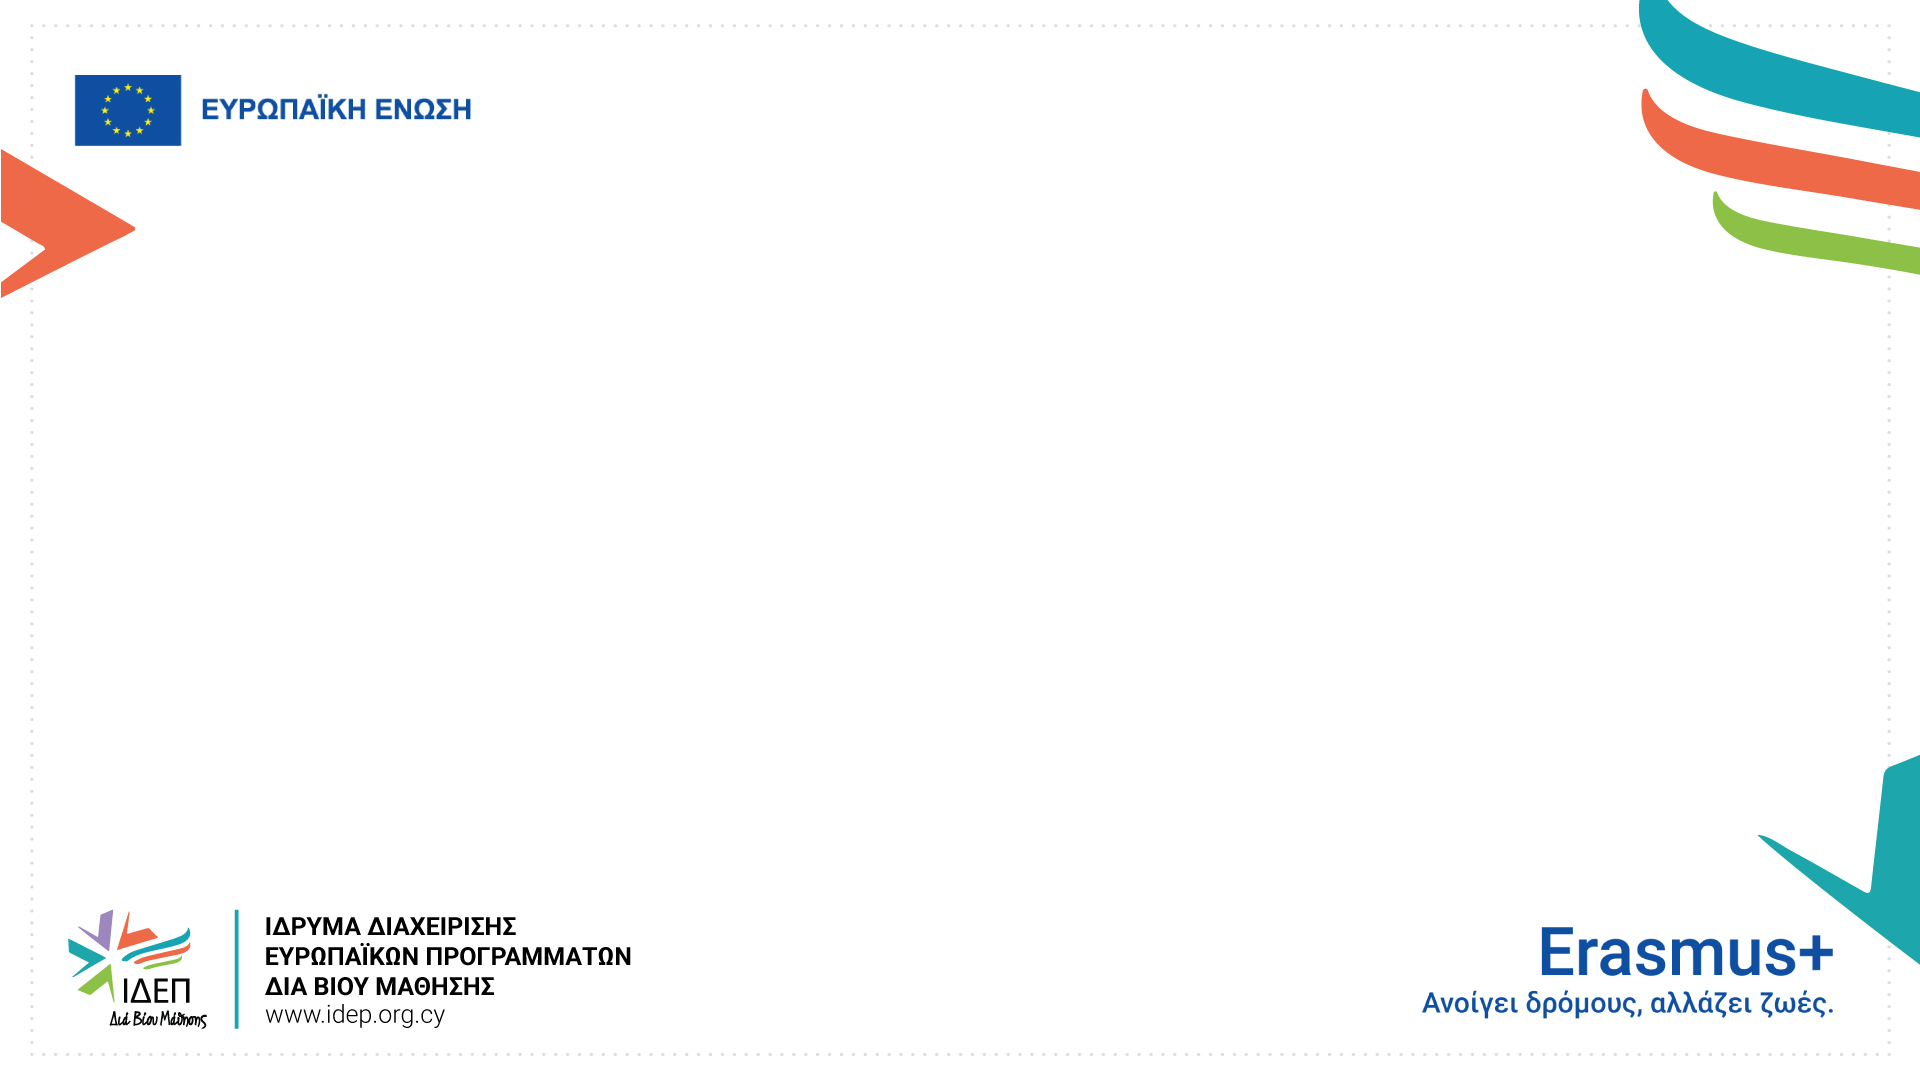 ΕΥΡΩΠΑΪΚΗ ΕΝΩΣΗ
ΙΔΕΠ
Διά Βίου Μάθησης
ΙΔΡΥΜΑ ΔΙΑΧΕΙΡΙΣΗΣ
ΕΥΡΩΠΑΪΚΩΝ ΠΡΟΓΡΑΜΜΑΤΩΝ
ΔΙΑ ΒΙΟΥ ΜΑΘΗΣΗΣ
www.idep.org.cy
Erasmus+
Ανοίγει δρόμους, αλλάζει ζωές.